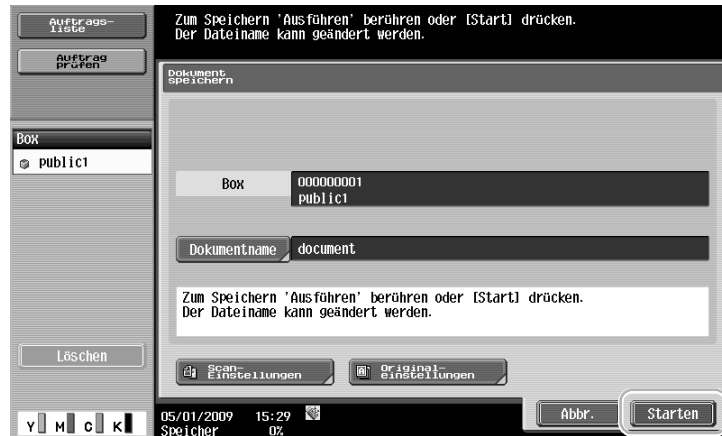 Auftrags-
liste
Auftrag
prüfen
Zum Speichern 'Ausführen' berühren oder [Start] drücken.
Der Dateiname kann geändert werden.
Dokument
speichern
Box
public1
Box
000000001
public1
Dokumentname
document
Zum Speichern 'Ausführen' berühren oder [Start] drücken.
Der Dateiname kann geändert werden.
Löschen
Scan-
Einstellungen
Original-
einstellungen
Abbr.
Starten
Y M C K
05/01/2009 15:29
Speicher 0%